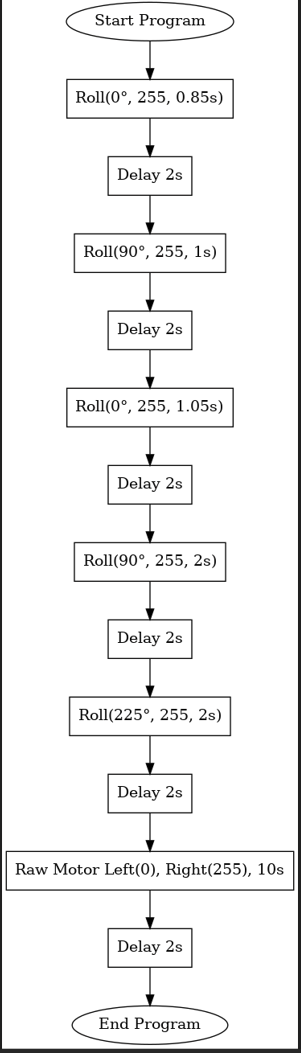 Start Program
Roll(0°, 255, 0.85s)
Delay 2s
Roll(90°, 255, 1s)
Delay 2s
Roll(0°, 255, 1.05s)
Delay 2s
Roll(90°, 255, 2s)
Delay 2s
Roll(225°, 255, 2s)
Delay 2s
Raw Motor Left(0), Right(255), 10s
Delay 2s
End Program